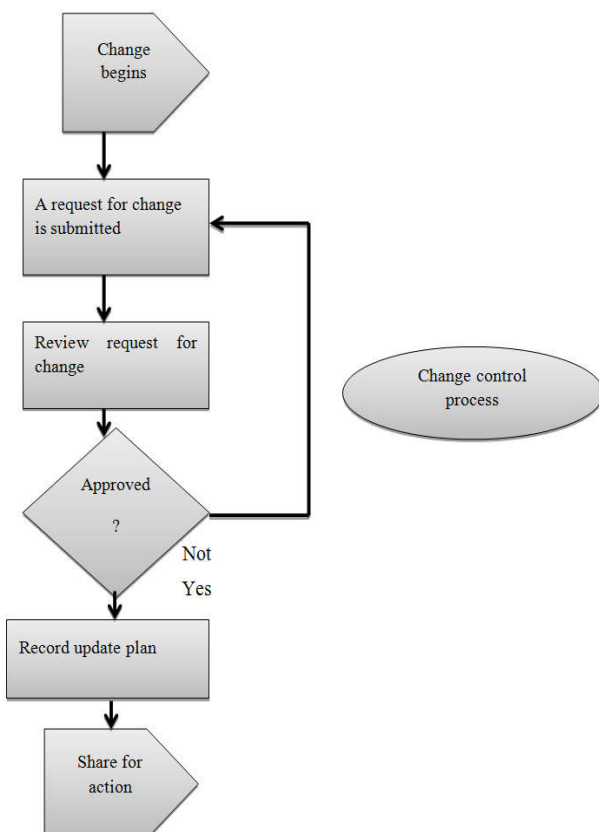 Change
begins
A request for change
is submitted
Review request for
change
Change control
process
Approved
?
Not
Yes
Record update plan
Share for
action